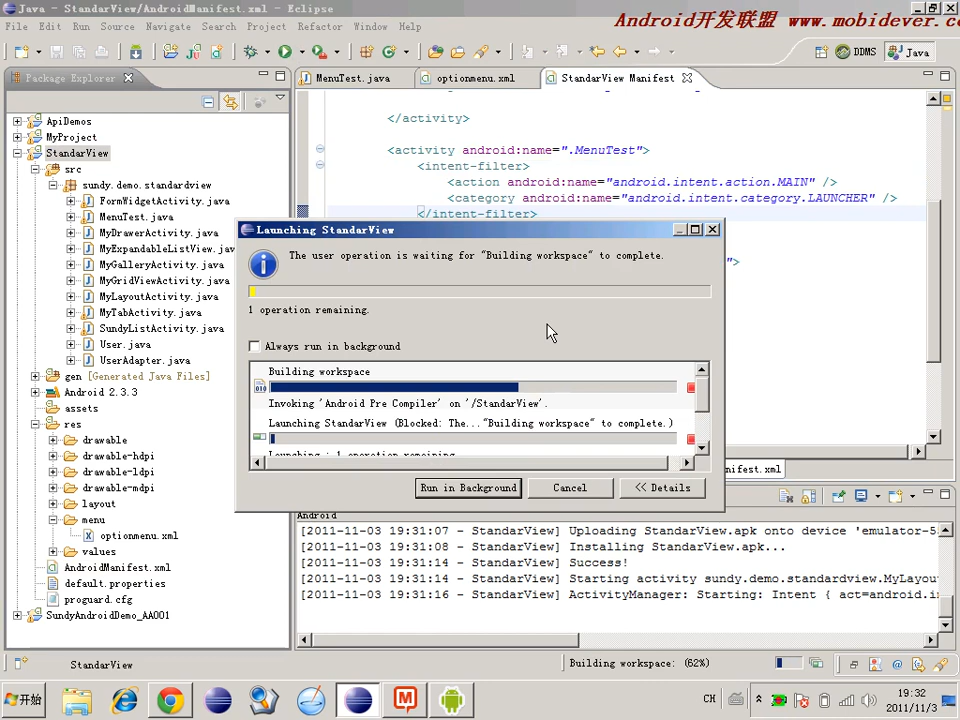 Java - StandarView/AndroidManifest.xml - Eclipse
Android开发联盟 www.mobidever.com
File Edit Run Source Navigate Search Project Refactor Window Help
DDMS Java
Package Explorer
MenuTest.java optionmenu.xml StandarView Manifest
ApiDemos
MyProject
StandarView
src
sundy.demo.standardview
FormWidgetActivity.java
MenuTest.java
MyDrawerActivity.java
MyExpandableListView.jav
MyGalleryActivity.java
MyGridViewActivity.java
MyLayoutActivity.java
MyTabActivity.java
SundyListActivity.java
User.java
UserAdapter.java
gen [Generated Java Files]
Android 2.3.3
assets
res
drawable
drawable-hdpi
drawable-ldpi
drawable-mdpi
layout
menu
optionmenu.xml
values
AndroidManifest.xml
default.properties
proguard.cfg
SundyAndroidDemo_AA001
</activity>
<activity android:name=".MenuTest">
<intent-filter>
<action android:name="android.intent.action.MAIN" />
<category android:name="android.intent.category.LAUNCHER" />
</intent-filter>
">
Launching StandarView
The user operation is waiting for "Building workspace" to complete.
1 operation remaining.
Always run in background
Building workspace
Invoking 'Android Pre Compiler' on '/StandarView'.
Launching StandarView (Blocked: The..."Building workspace" to complete.)
Launching : 1 operation remaining
Run in Background Cancel << Details
nifest.xml
Android
[2011-11-03 19:31:07 - StandarView] Uploading StandarView.apk onto device 'emulator-5
[2011-11-03 19:31:08 - StandarView] Installing StandarView.apk...
[2011-11-03 19:31:14 - StandarView] Success!
[2011-11-03 19:31:14 - StandarView] Starting activity sundy.demo.standardview.MyLayou
[2011-11-03 19:31:16 - StandarView] ActivityManager: Starting: Intent { act=android.i
StandarView
Building workspace: (62%)
开始
CH
19:32
2011/11/3